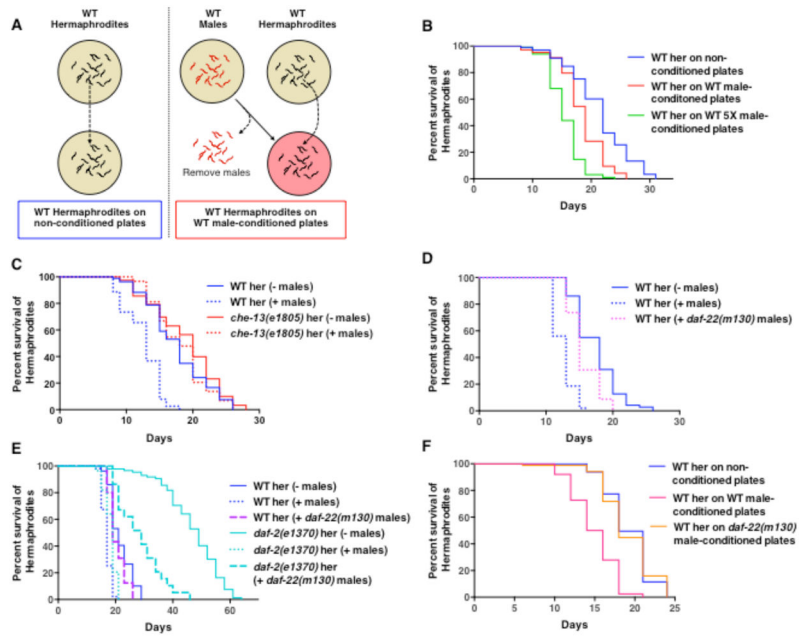 A
WT
Hermaphrodites
WT
Males
WT
Hermaphrodites
Remove males
WT Hermaphrodites on
non-conditioned plates
WT Hermaphrodites on
WT male-conditioned plates
B
Percent survival of
Hermaphrodites
100
80
60
40
20
0
0
10
20
30
Days
WT her on non-
conditioned plates
WT her on WT male-
conditoned plates
WT her on WT 5X male-
conditioned plates
C
Percent survival of
Hermaphrodites
100
80
60
40
20
0
0
10
20
30
Days
WT her (- males)
WT her (+ males)
che-13(e1805) her (- males)
che-13(e1805) her (+ males)
D
Percent survival of
Hermaphrodites
100
80
60
40
20
0
0
10
20
30
Days
WT her (- males)
WT her (+ males)
WT her (+ daf-22(m130) males)
E
Percent survival of
Hermaphrodites
100
80
60
40
20
0
0
20
40
60
Days
WT her (- males)
WT her (+ males)
WT her (+ daf-22(m130) males)
daf-2(e1370) her (- males)
daf-2(e1370) her (+ males)
daf-2(e1370) her
(+ daf-22(m130) males)
F
Percent survival of
Hermaphrodites
100
80
60
40
20
0
0
5
10
15
20
25
Days
WT her on non-
conditioned plates
WT her on WT male-
conditioned plates
WT her on daf-22(m130)
male-conditioned plates